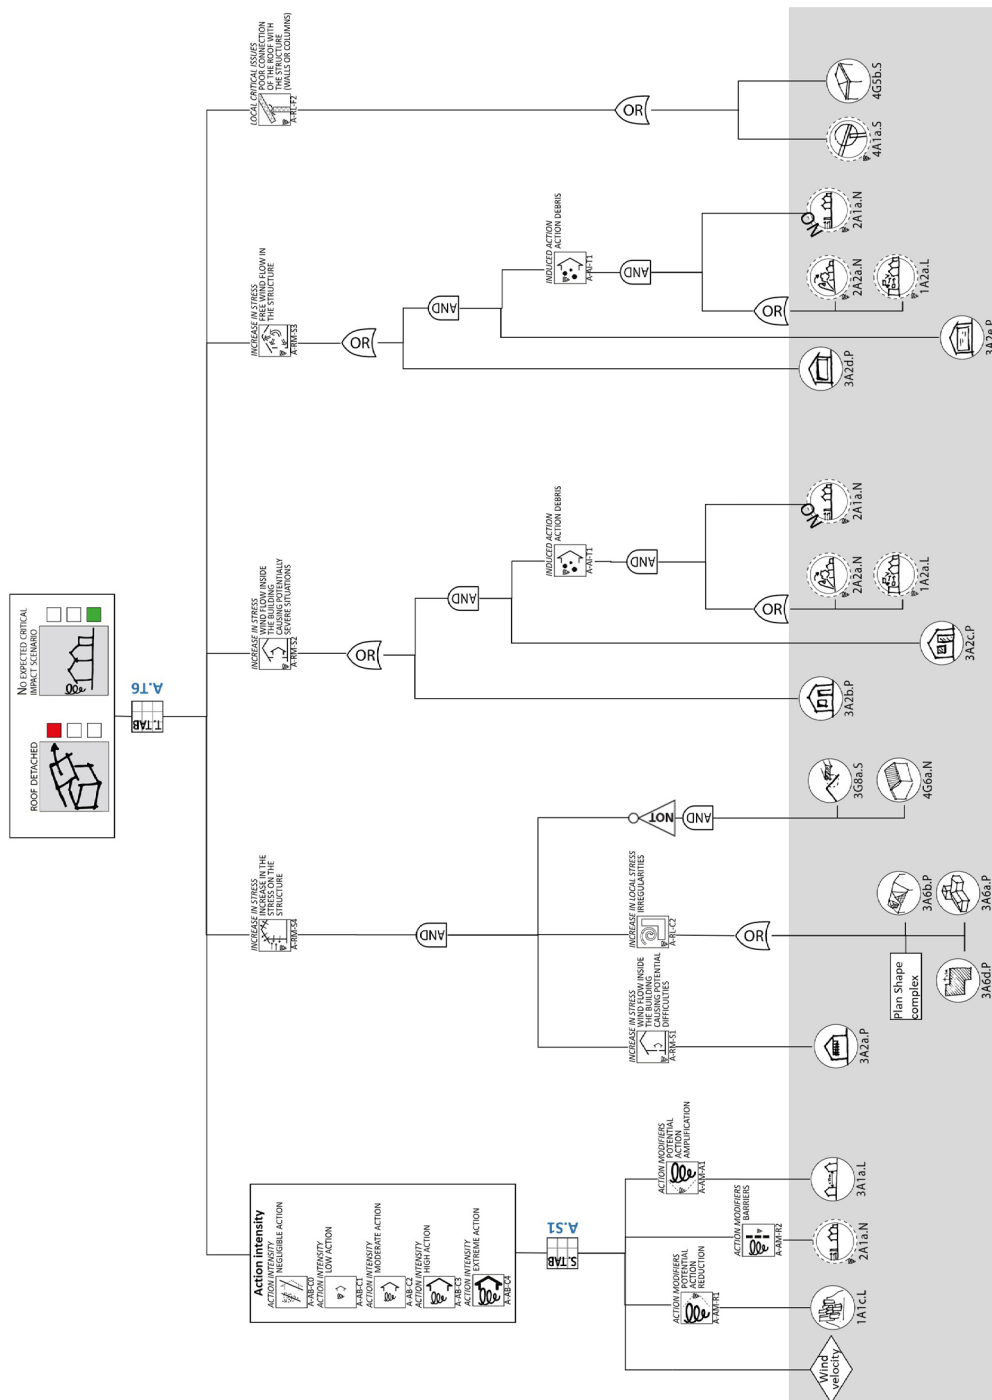 ROOF DETACHED
NO EXPECTED CRITICAL
IMPACT SCENARIO
T.TAB
A.T6
Action intensity
ACTION INTENSITY
NEGLIGIBLE ACTION
A-AB-C0
ACTION INTENSITY
LOW ACTION
A-AB-C1
ACTION INTENSITY
MODERATE ACTION
A-AB-C2
ACTION INTENSITY
HIGH ACTION
A-AB-C3
ACTION INTENSITY
EXTREME ACTION
A-AB-C4
S.TAB
A.S1
ACTION MODIFIERS
POTENTIAL
ACTION
REDUCTION
A-AM-R1
ACTION MODIFIERS
BARRIERS
A-AM-R2
ACTION MODIFIERS
POTENTIAL
ACTION
AMPLIFICATION
A-AM-A1
Wind
velocity
1A1c.L
2A1a.N
3A1a.L
INCREASE IN STRESS
INCREASE IN THE
STRESS ON THE
STRUCTURE
A-RM-S4
AND
INCREASE IN STRESS
WIND FLOW INSIDE
THE BUILDING
CAUSING POTENTIAL
DIFFICULTIES
A-RM-S1
INCREASE IN LOCAL STRESS
IRREGULARITIES
A-RL-C2
NOT
AND
OR
3A2a.P
Plan Shape
complex
3A6d.P
3A6b.P
3A6a.P
3G8a.S
4G6a.N
INCREASE IN STRESS
WIND FLOW INSIDE
THE BUILDING
CAUSING POTENTIALLY
SEVERE SITUATIONS
A-RM-S2
OR
AND
INDUCED ACTION
ACTION DEBRIS
A-AI-T1
AND
OR
3A2b.P
3A2c.P
2A2a.N
1A2a.L
NO
2A1a.N
INCREASE IN STRESS
FREE WIND FLOW IN
THE STRUCTURE
A-RM-S3
OR
AND
INDUCED ACTION
ACTION DEBRIS
A-AI-T1
AND
OR
3A2d.P
3A2e.P
2A2a.N
1A2a.L
NO
2A1a.N
LOCAL CRITICAL ISSUES
POOR CONNECTION
OF THE ROOF WITH
THE STRUCTURE
(WALLS OR COLUMNS)
A-RL-F2
OR
4A1a.S
4G5b.S